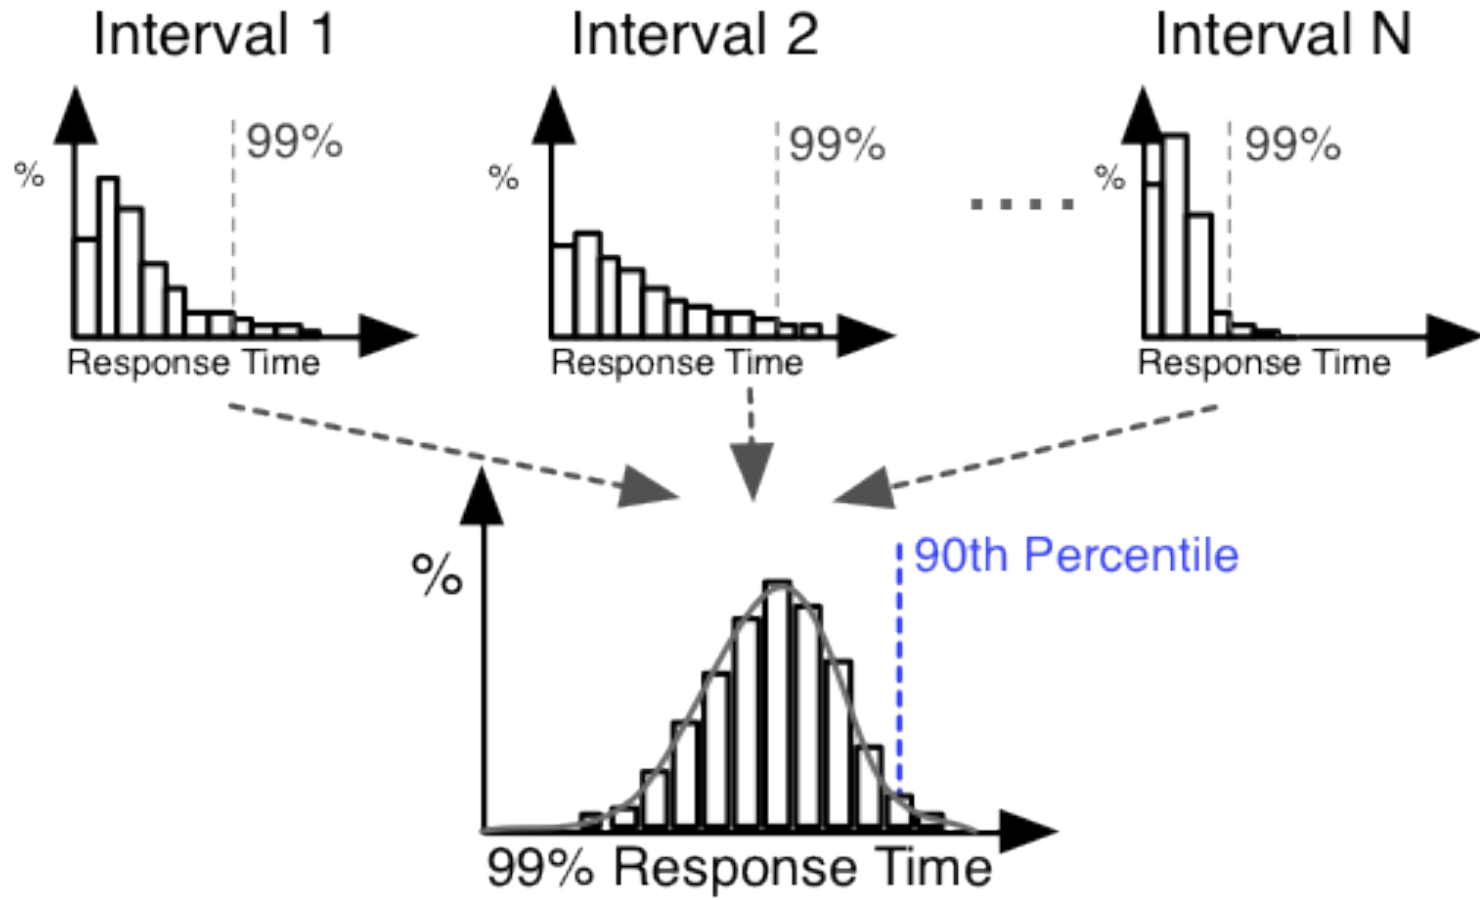 Interval 1
Interval 2
Interval N
99%
99%
99%
%
%
%
Response Time
Response Time
Response Time
90th Percentile
%
99% Response Time